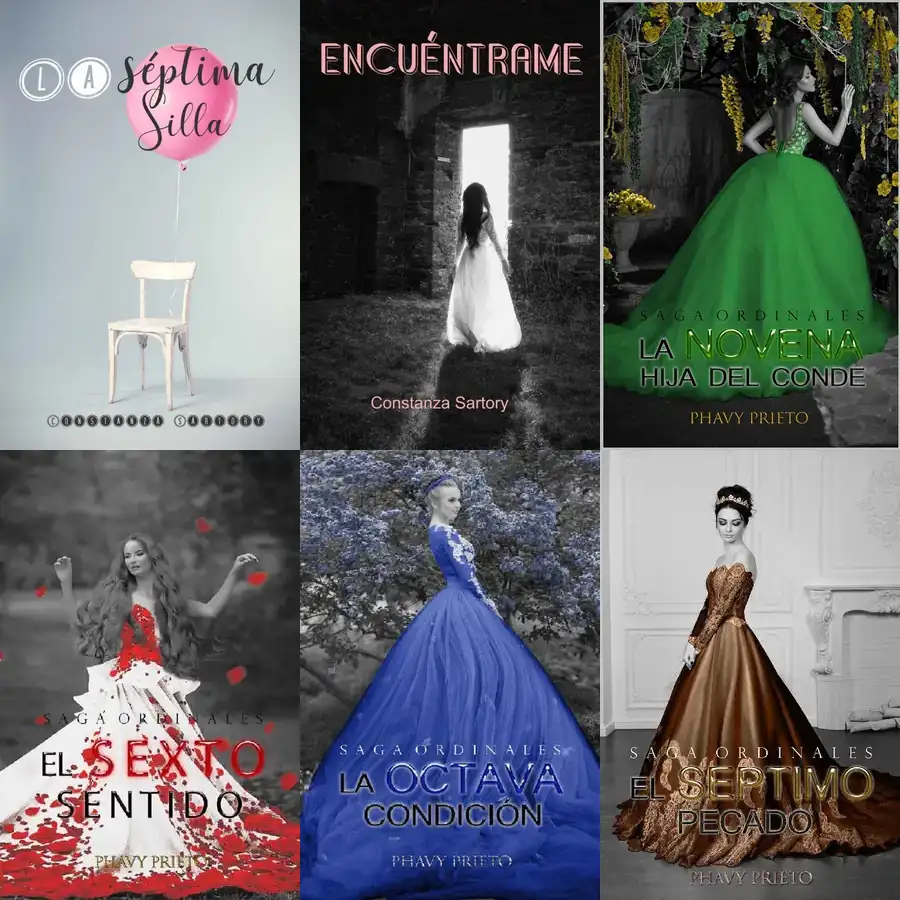 LA Séptima
Silla
CONSTANZA SARTORY
ENCUÉNTRAME
Constanza Sartory
SAGA ORDINALES
LA NOVENA
HIJA DEL CONDE
PHAVY PRIETO
SAGA ORDINALES
EL SEXTO
SENTIDO
PHAVY PRIETO
SAGA ORDINALES
LA OCTAVA
CONDICIÓN
PHAVY PRIETO
SAGA ORDINALES
EL SÉPTIMO
PECADO
PHAVY PRIETO